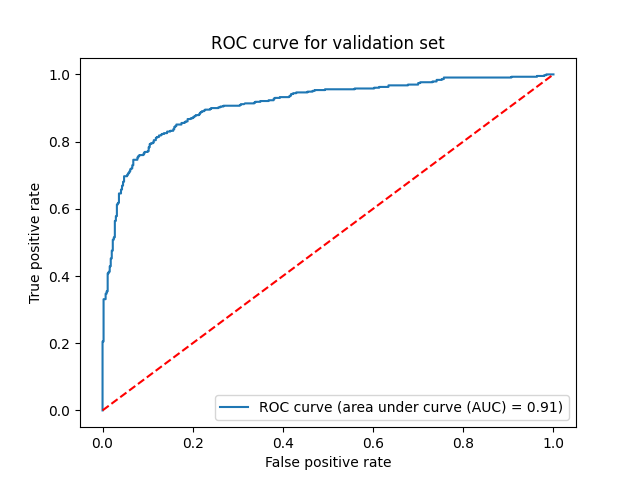 ROC curve for validation set
True positive rate
1.0
0.8
0.6
0.4
0.2
0.0
ROC curve (area under curve (AUC) = 0.91)
0.0 0.2 0.4 0.6 0.8 1.0
False positive rate